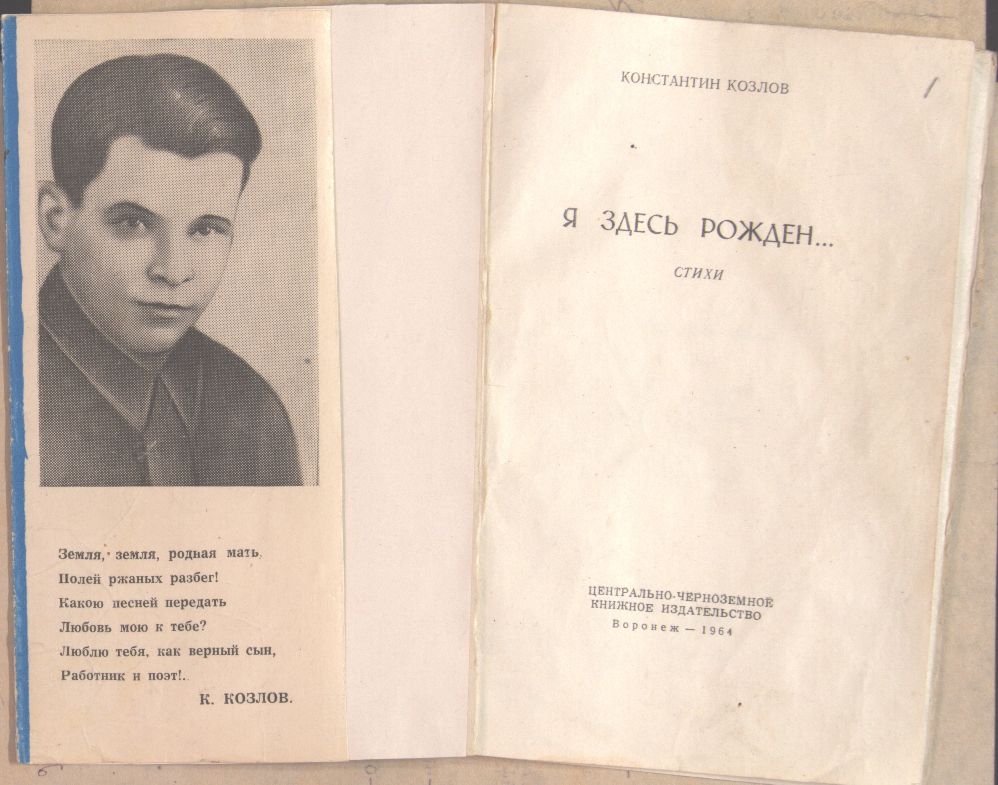 Земля, земля, родная мать,
Полей ржаных разбег!
Какою песней передать
Любовь мою к тебе?
Люблю тебя, как верный сын,
Работник и поэт!..
К. КОЗЛОВ.
КОНСТАНТИН КОЗЛОВ
1
Я ЗДЕСЬ РОЖДЕН...
СТИХИ
ЦЕНТРАЛЬНО-ЧЕРНОЗЕМНОЕ
КНИЖНОЕ ИЗДАТЕЛЬСТВО
Воронеж — 1964